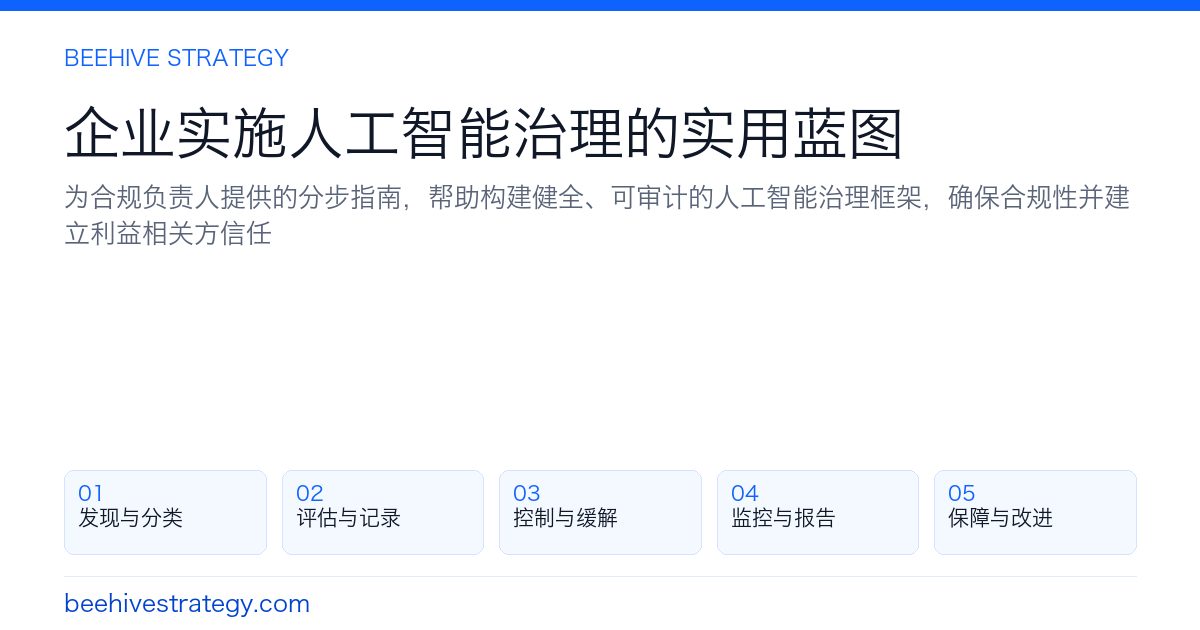 BEEHIVE STRATEGY
企业实施人工智能治理的实用蓝图
为合规负责人提供的分步指南，帮助构建健全、可审计的人工智能治理框架，确保合规性并建
立利益相关方信任
01
发现与分类
02
评估与记录
03
控制与缓解
04
监控与报告
05
保障与改进
beehivestrategy.com